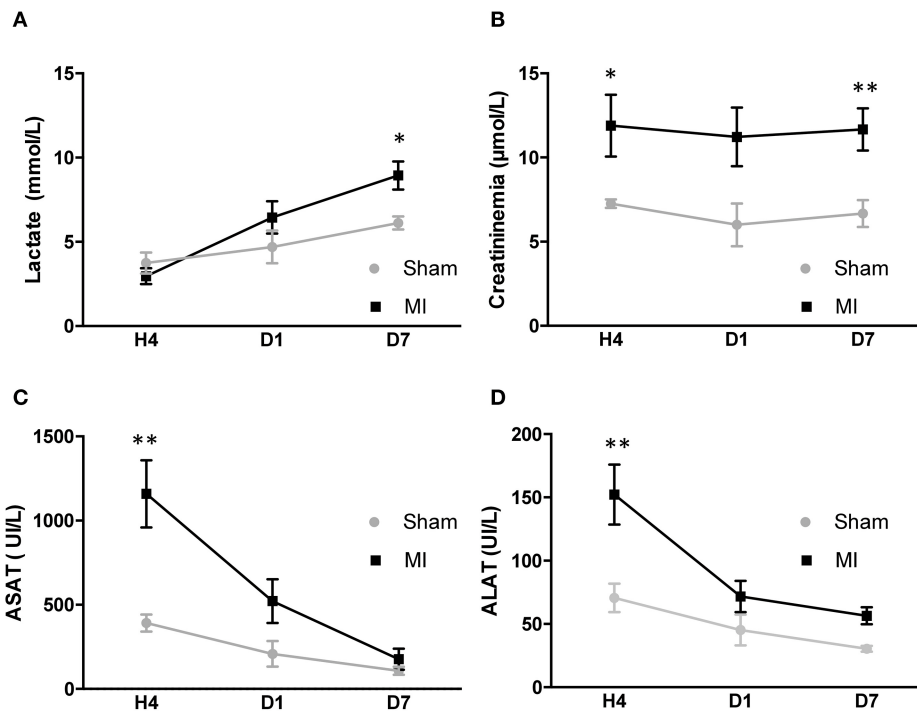 A
Lactate (mmol/L)
15
10
5
0
*
Sham
MI
H4 D1 D7
B
Creatininemia (µmol/L)
15
10
5
0
*
**
Sham
MI
H4 D1 D7
C
ASAT ( UI/L)
1500
1000
500
0
**
Sham
MI
H4 D1 D7
D
ALAT (UI/L)
200
150
100
50
0
**
Sham
MI
H4 D1 D7